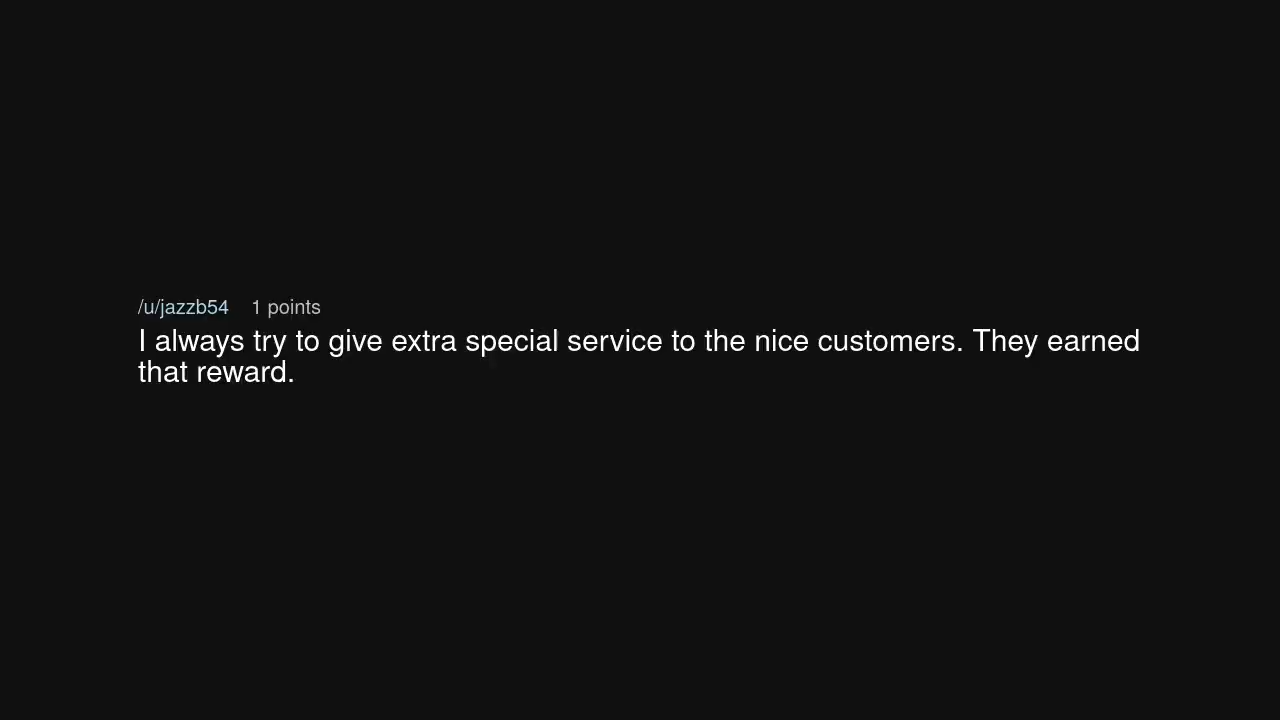 /u/jazzb54 1 points
I always try to give extra special service to the nice customers. They earned
that reward.